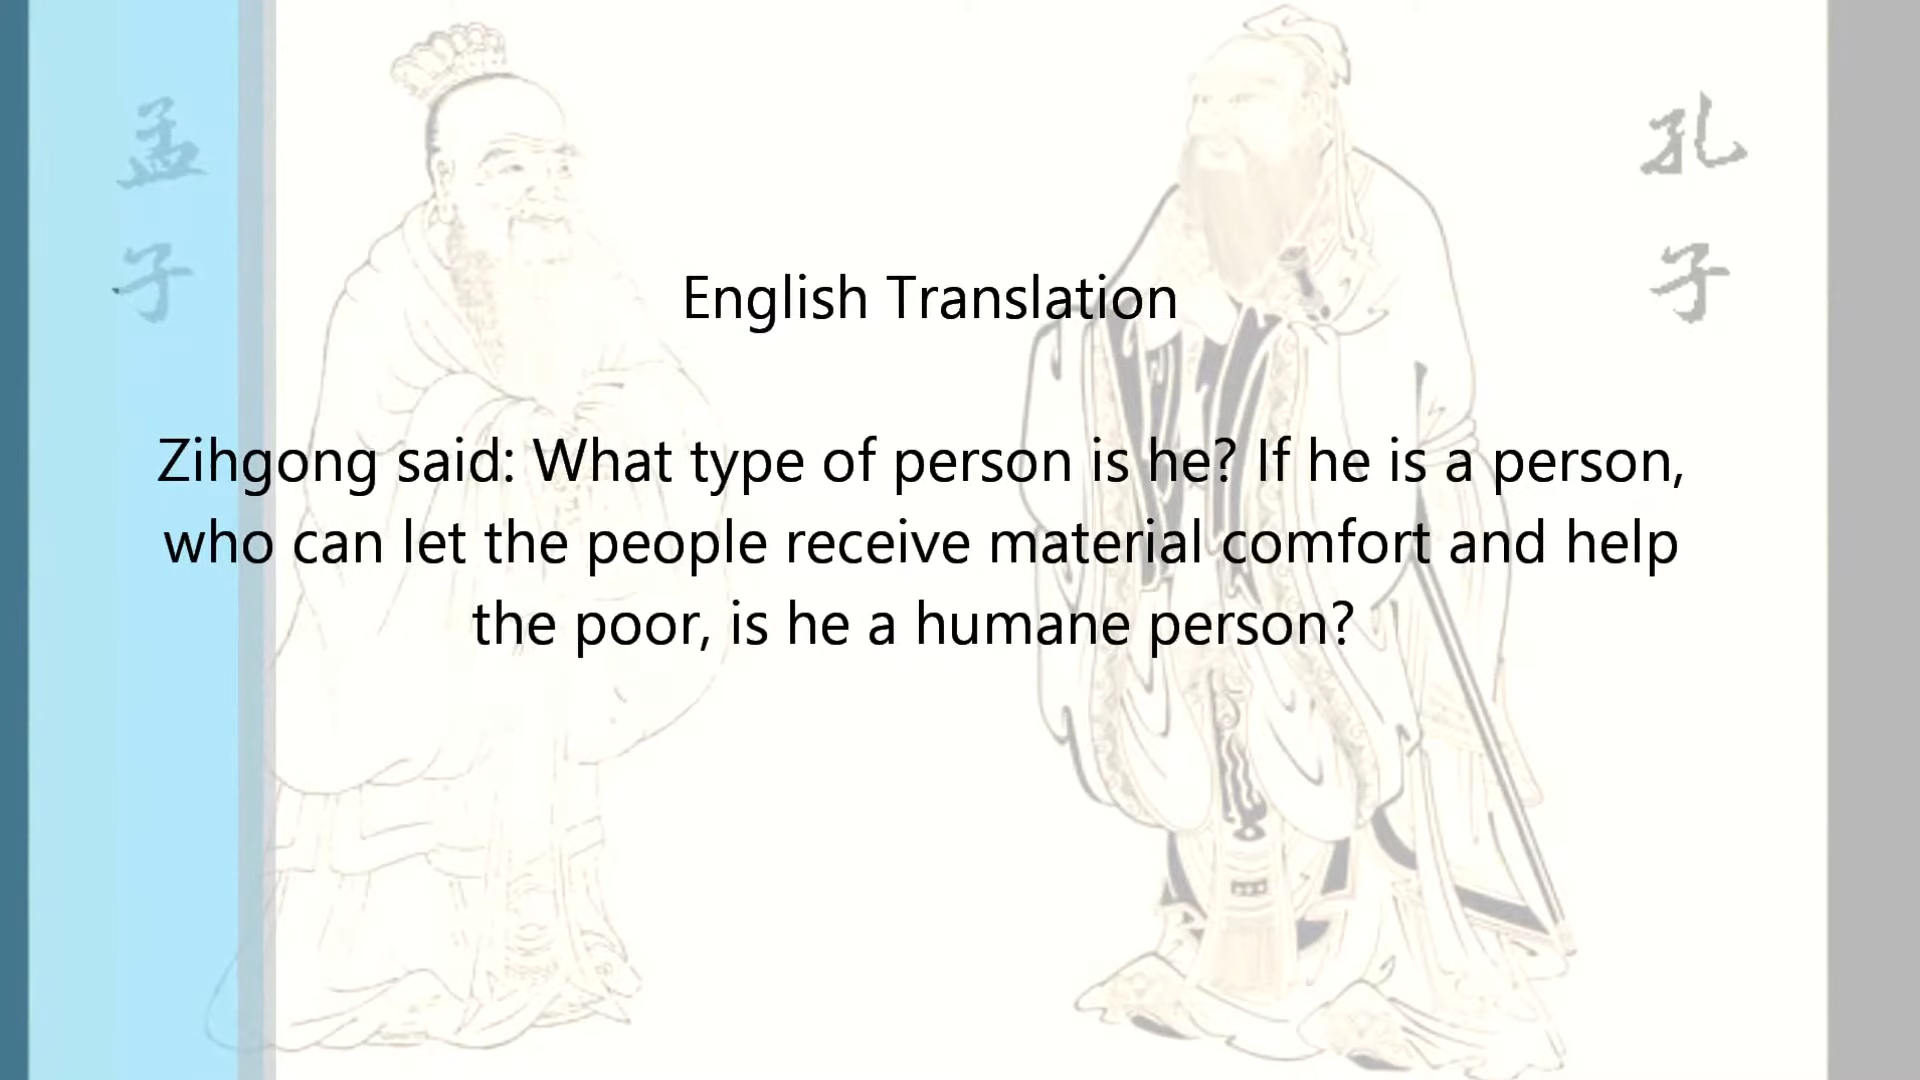 孟子
孔子
English Translation
Zihgong said: What type of person is he? If he is a person,
who can let the people receive material comfort and help
the poor, is he a humane person?